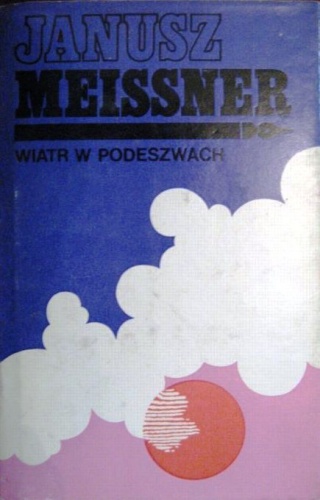 JANUSZ
MEISSNER
WIATR W PODESZWACH